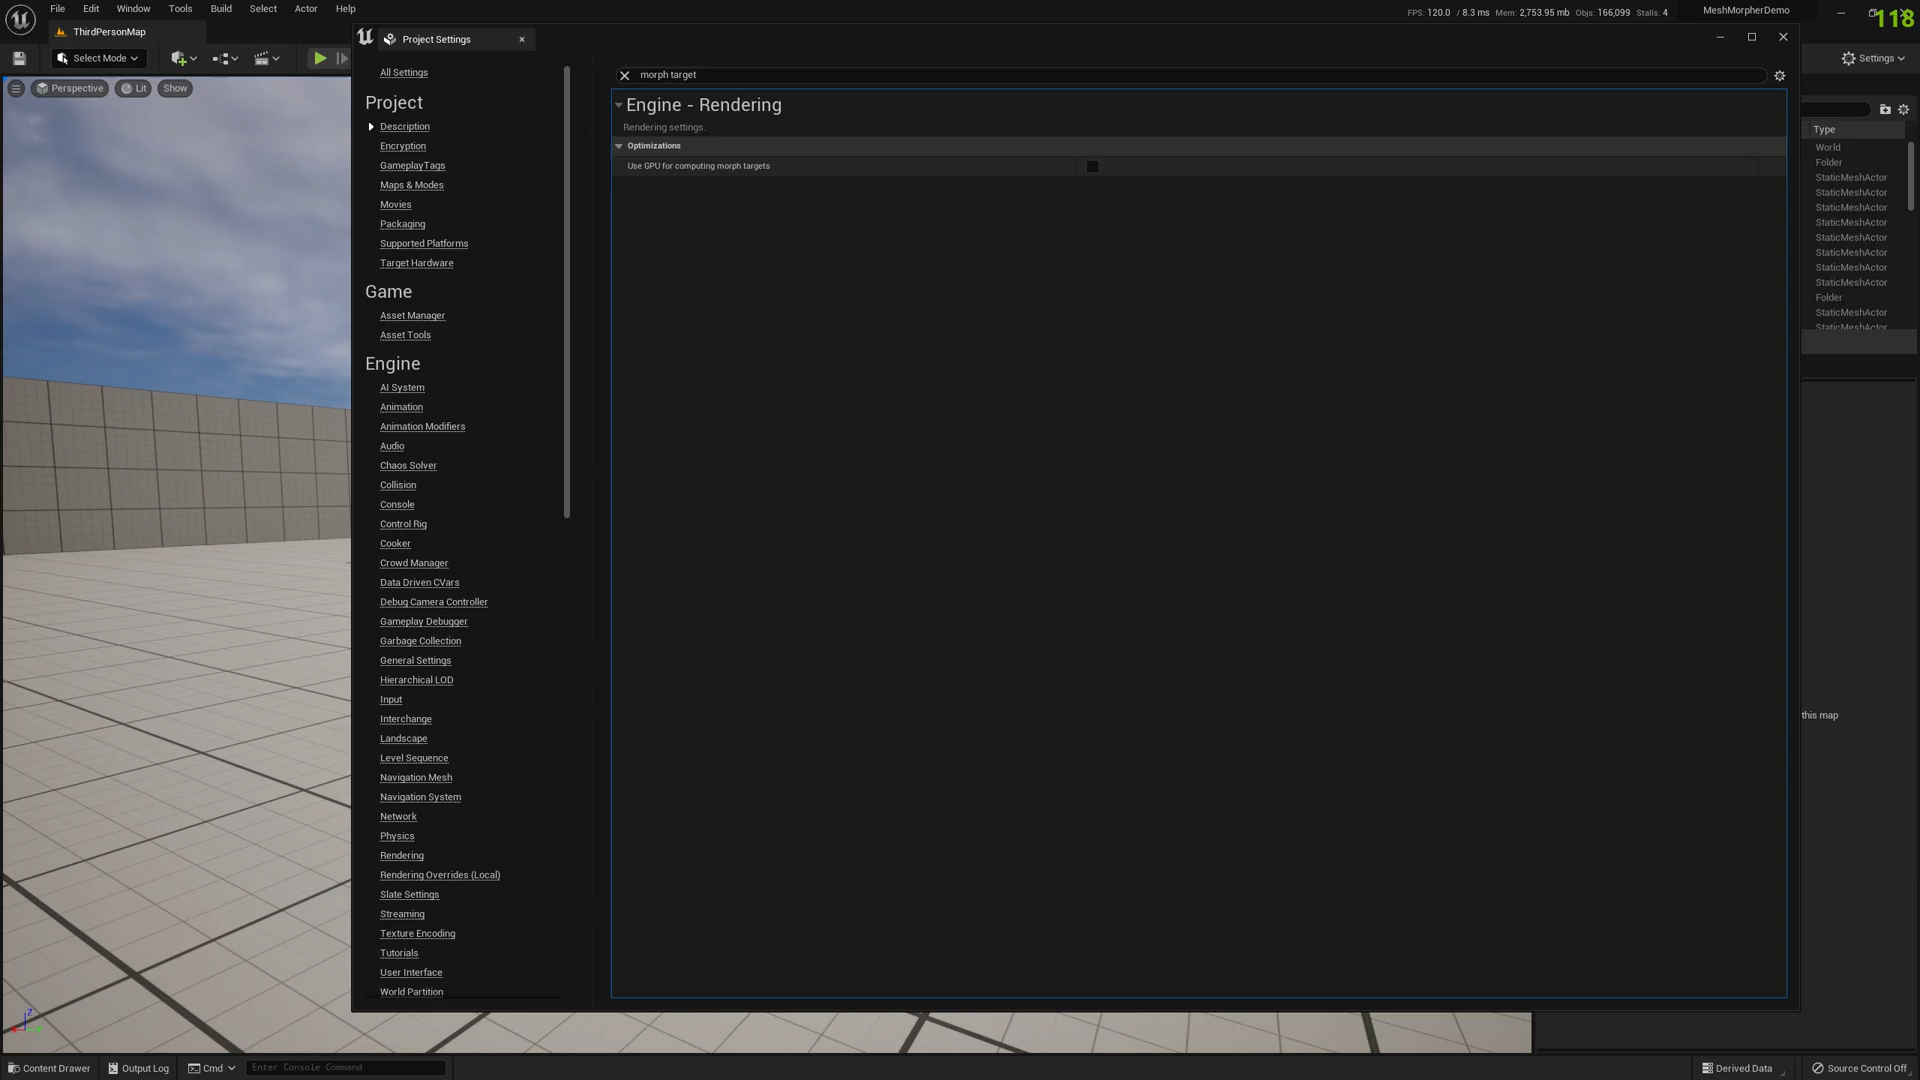 File Edit Window Tools Build Select Actor Help
FPS: 120.0 / 8.3 ms Mem: 2,753.95 mb Objs: 166,099 Stalls: 4
MeshMorpherDemo
118
ThirdPersonMap
Select Mode
Settings
Perspective
Lit
Show
Project Settings
All Settings
Project
Description
Encryption
GameplayTags
Maps & Modes
Movies
Packaging
Supported Platforms
Target Hardware
Game
Asset Manager
Asset Tools
Engine
AI System
Animation
Animation Modifiers
Audio
Chaos Solver
Collision
Console
Control Rig
Cooker
Crowd Manager
Data Driven CVars
Debug Camera Controller
Gameplay Debugger
Garbage Collection
General Settings
Hierarchical LOD
Input
Interchange
Landscape
Level Sequence
Navigation Mesh
Navigation System
Network
Physics
Rendering
Rendering Overrides (Local)
Slate Settings
Streaming
Texture Encoding
Tutorials
User Interface
World Partition
morph target
Engine - Rendering
Rendering settings.
Optimizations
Use GPU for computing morph targets
Type
World
Folder
StaticMeshActor
StaticMeshActor
StaticMeshActor
StaticMeshActor
StaticMeshActor
StaticMeshActor
StaticMeshActor
StaticMeshActor
Folder
StaticMeshActor
StaticMeshActor
this map
Z
Content Drawer
Output Log
Cmd
Enter Console Command
Derived Data
Source Control Off